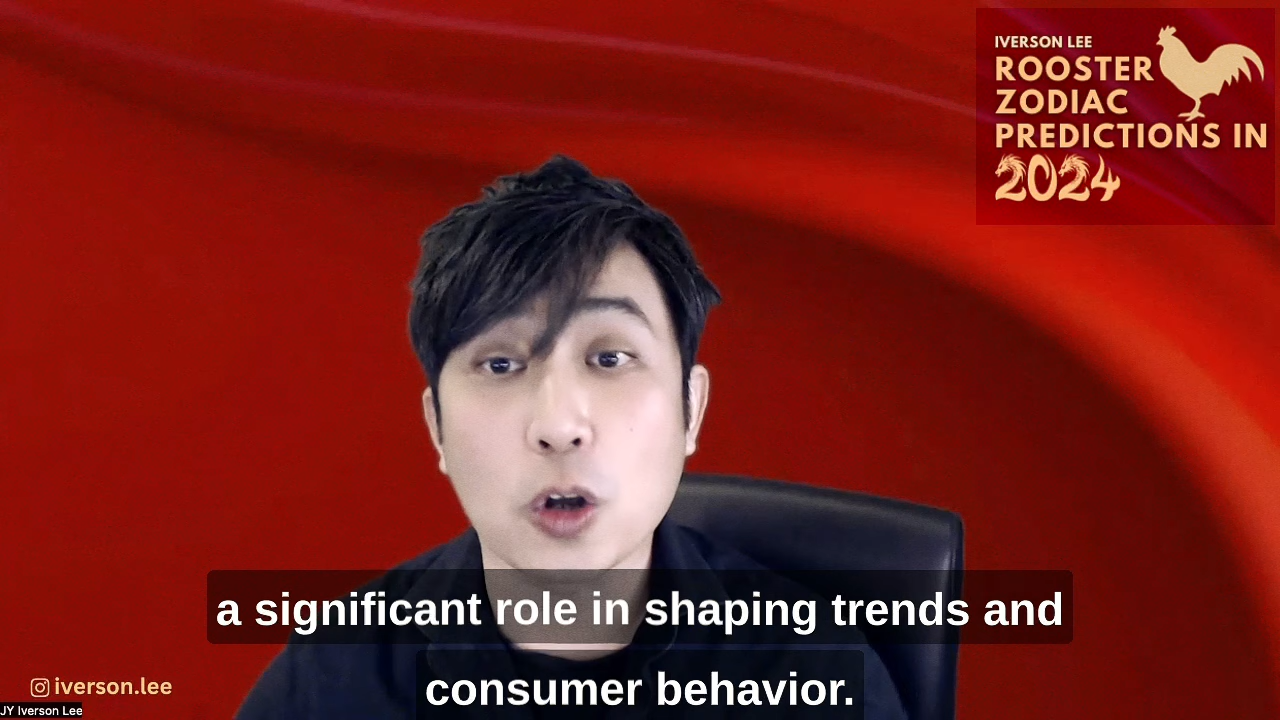 IVERSON LEE
ROOSTER
ZODIAC
PREDICTIONS IN
2024
a significant role in shaping trends and
consumer behavior.
iverson.lee
JY Iverson Lee